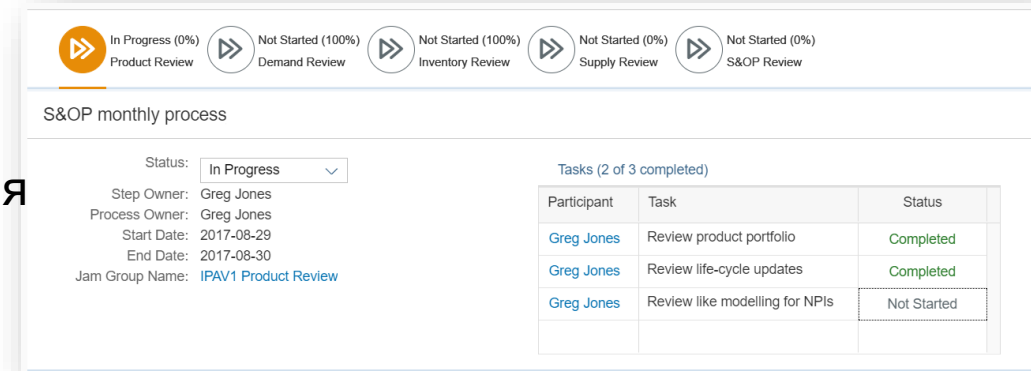 In Progress (0%)
Product Review
Not Started (100%)
Demand Review
Not Started (100%)
Inventory Review
Not Started (0%)
Supply Review
Not Started (0%)
S&OP Review
S&OP monthly process
я
Status: In Progress
Step Owner: Greg Jones
Process Owner: Greg Jones
Start Date: 2017-08-29
End Date: 2017-08-30
Jam Group Name: IPAV1 Product Review
Tasks (2 of 3 completed)
Participant Task Status
Greg Jones Review product portfolio Completed
Greg Jones Review life-cycle updates Completed
Greg Jones Review like modelling for NPIs Not Started